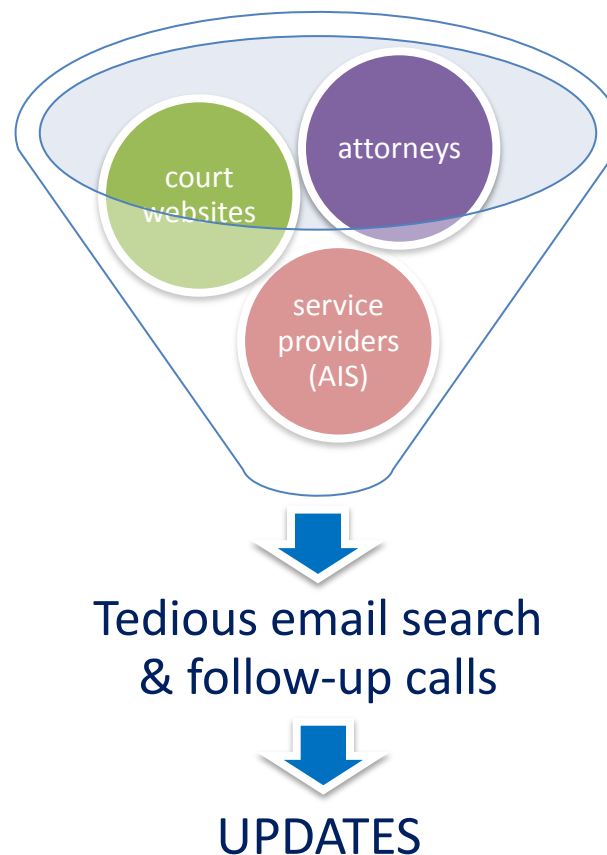 attorneys
court
websites
service
providers
(AIS)
Tedious email search
& follow-up calls
UPDATES